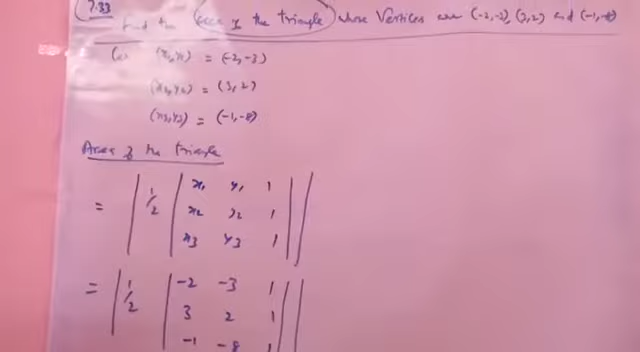 7.33
Find the area of the triangle whose Vertices are (-2,-3), (3,2) and (-1,-8)
Let (x1,y1) = (-2,-3)
(x2,y2) = (3,2)
(x3,y3) = (-1,-8)
Area of the triangle
= | 1/2 | x1 y1 1 | |
x2 y2 1
x3 y3 1
= | 1/2 | -2 -3 1 | |
3 2 1
-1 -8 1